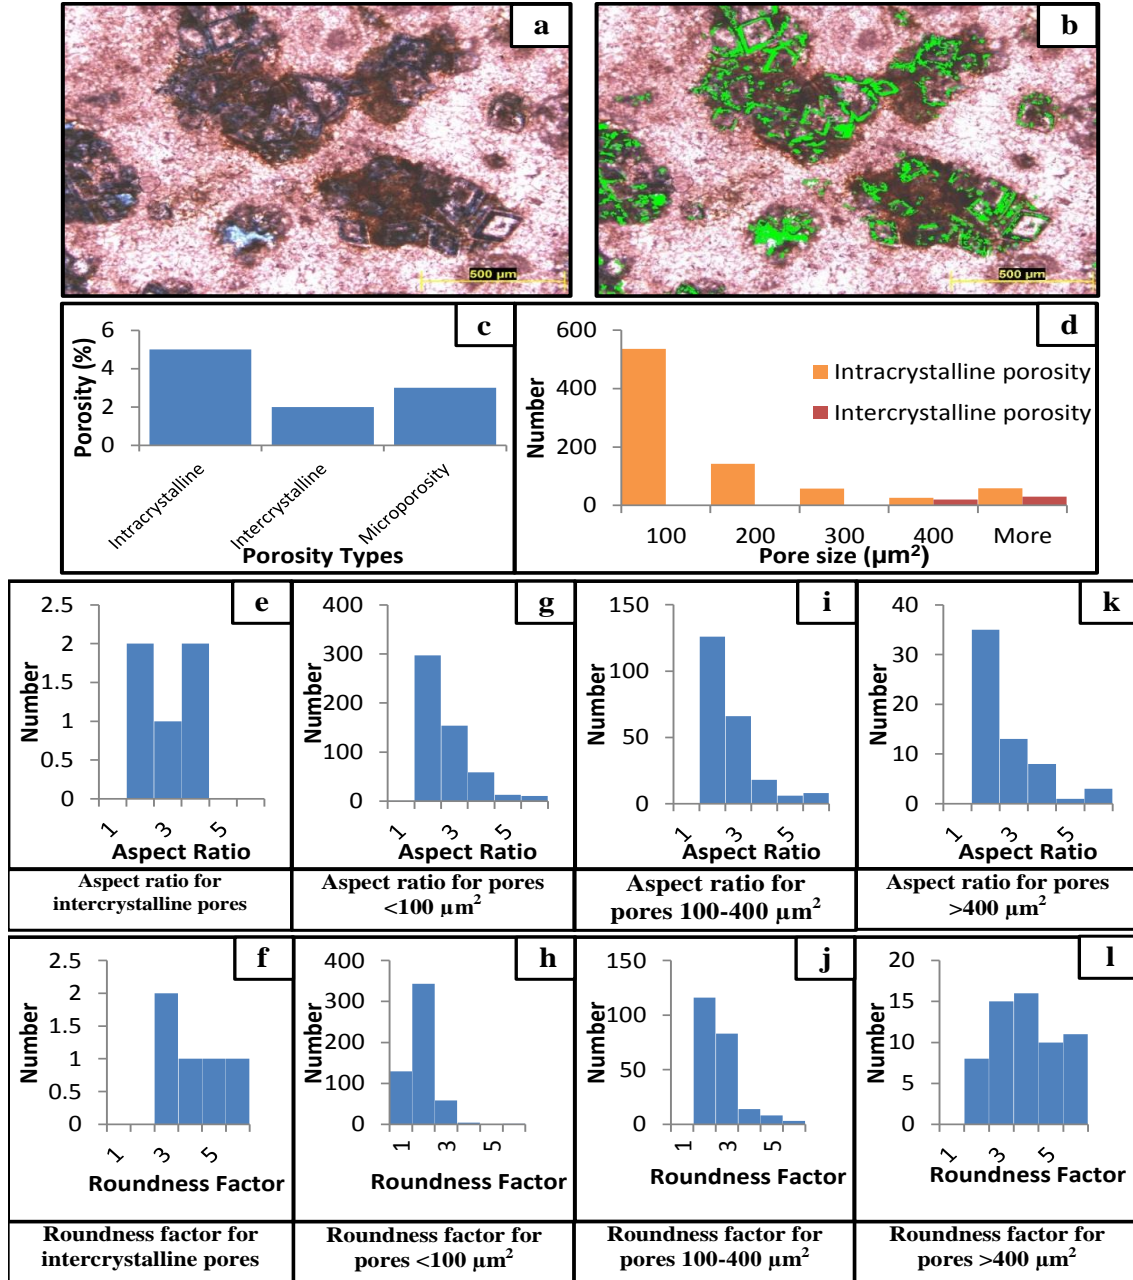 a
b
500 µm
500 µm
c
Porosity (%)
6
4
2
0
Intracrystalline
Intercrystalline
Microporosity
Porosity Types
d
Number
600
400
200
0
Intracrystalline porosity
Intercrystalline porosity
100 200 300 400 More
Pore size (µm²)
e
Number
2.5
2
1.5
1
0.5
0
1 3 5
Aspect Ratio
Aspect ratio for
intercrystalline pores
g
Number
400
300
200
100
0
1 3 5
Aspect Ratio
Aspect ratio for pores
<100 µm²
i
Number
150
100
50
0
1 3 5
Aspect Ratio
Aspect ratio for
pores 100-400 µm²
k
Number
40
30
20
10
0
1 3 5
Aspect Ratio
Aspect ratio for pores
>400 µm²
f
Number
2.5
2
1.5
1
0.5
0
1 3 5
Roundness Factor
Roundness factor for
intercrystalline pores
h
Number
400
300
200
100
0
1 3 5
Roundness Factor
Roundness factor for
pores <100 µm²
j
Number
150
100
50
0
1 3 5
Roundness Factor
Roundness factor for
pores 100-400 µm²
l
Number
20
15
10
5
0
1 3 5
Roundness Factor
Roundness factor for
pores >400 µm²